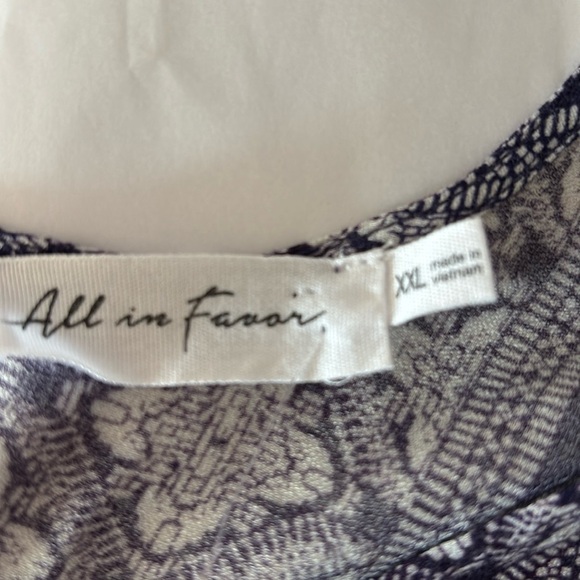 All in Favor
XXL
made in
vietnam